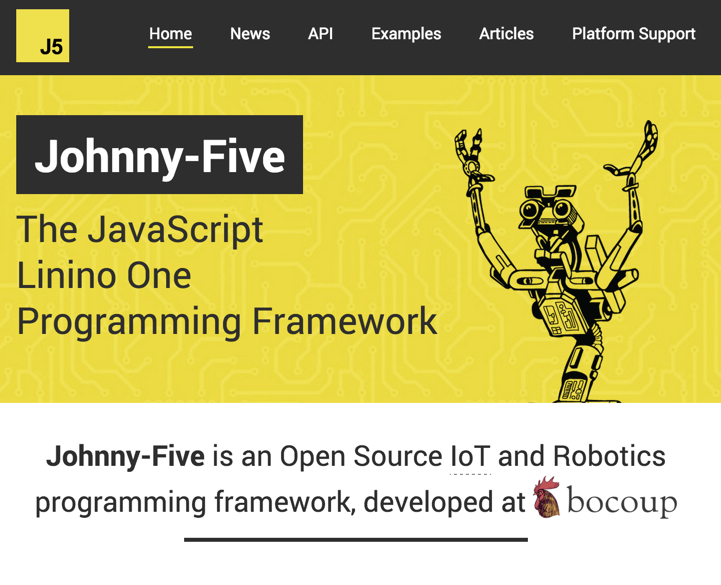 J5
Home News API Examples Articles Platform Support
Johnny-Five
The JavaScript
Linino One
Programming Framework
Johnny-Five is an Open Source IoT and Robotics
programming framework, developed at bocoup